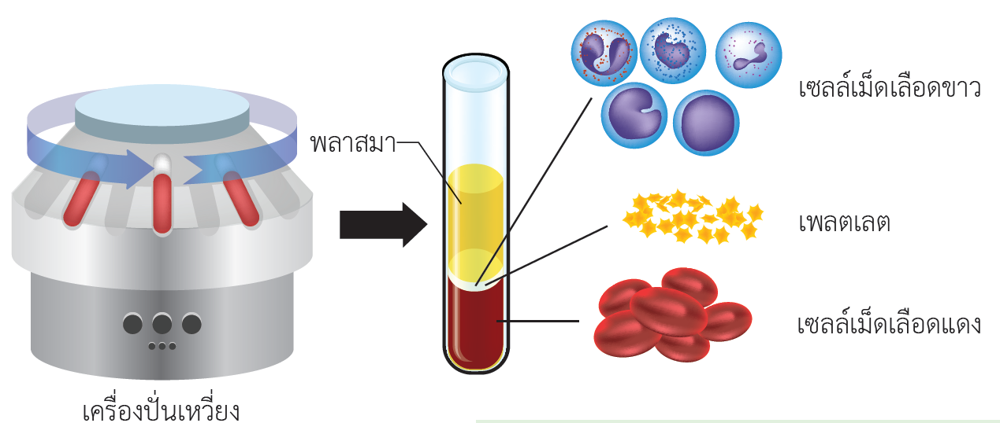 เซลล์เม็ดเลือดขาว
พลาสมา
เพลตเลต
เซลล์เม็ดเลือดแดง
เครื่องปั่นเหวี่ยง